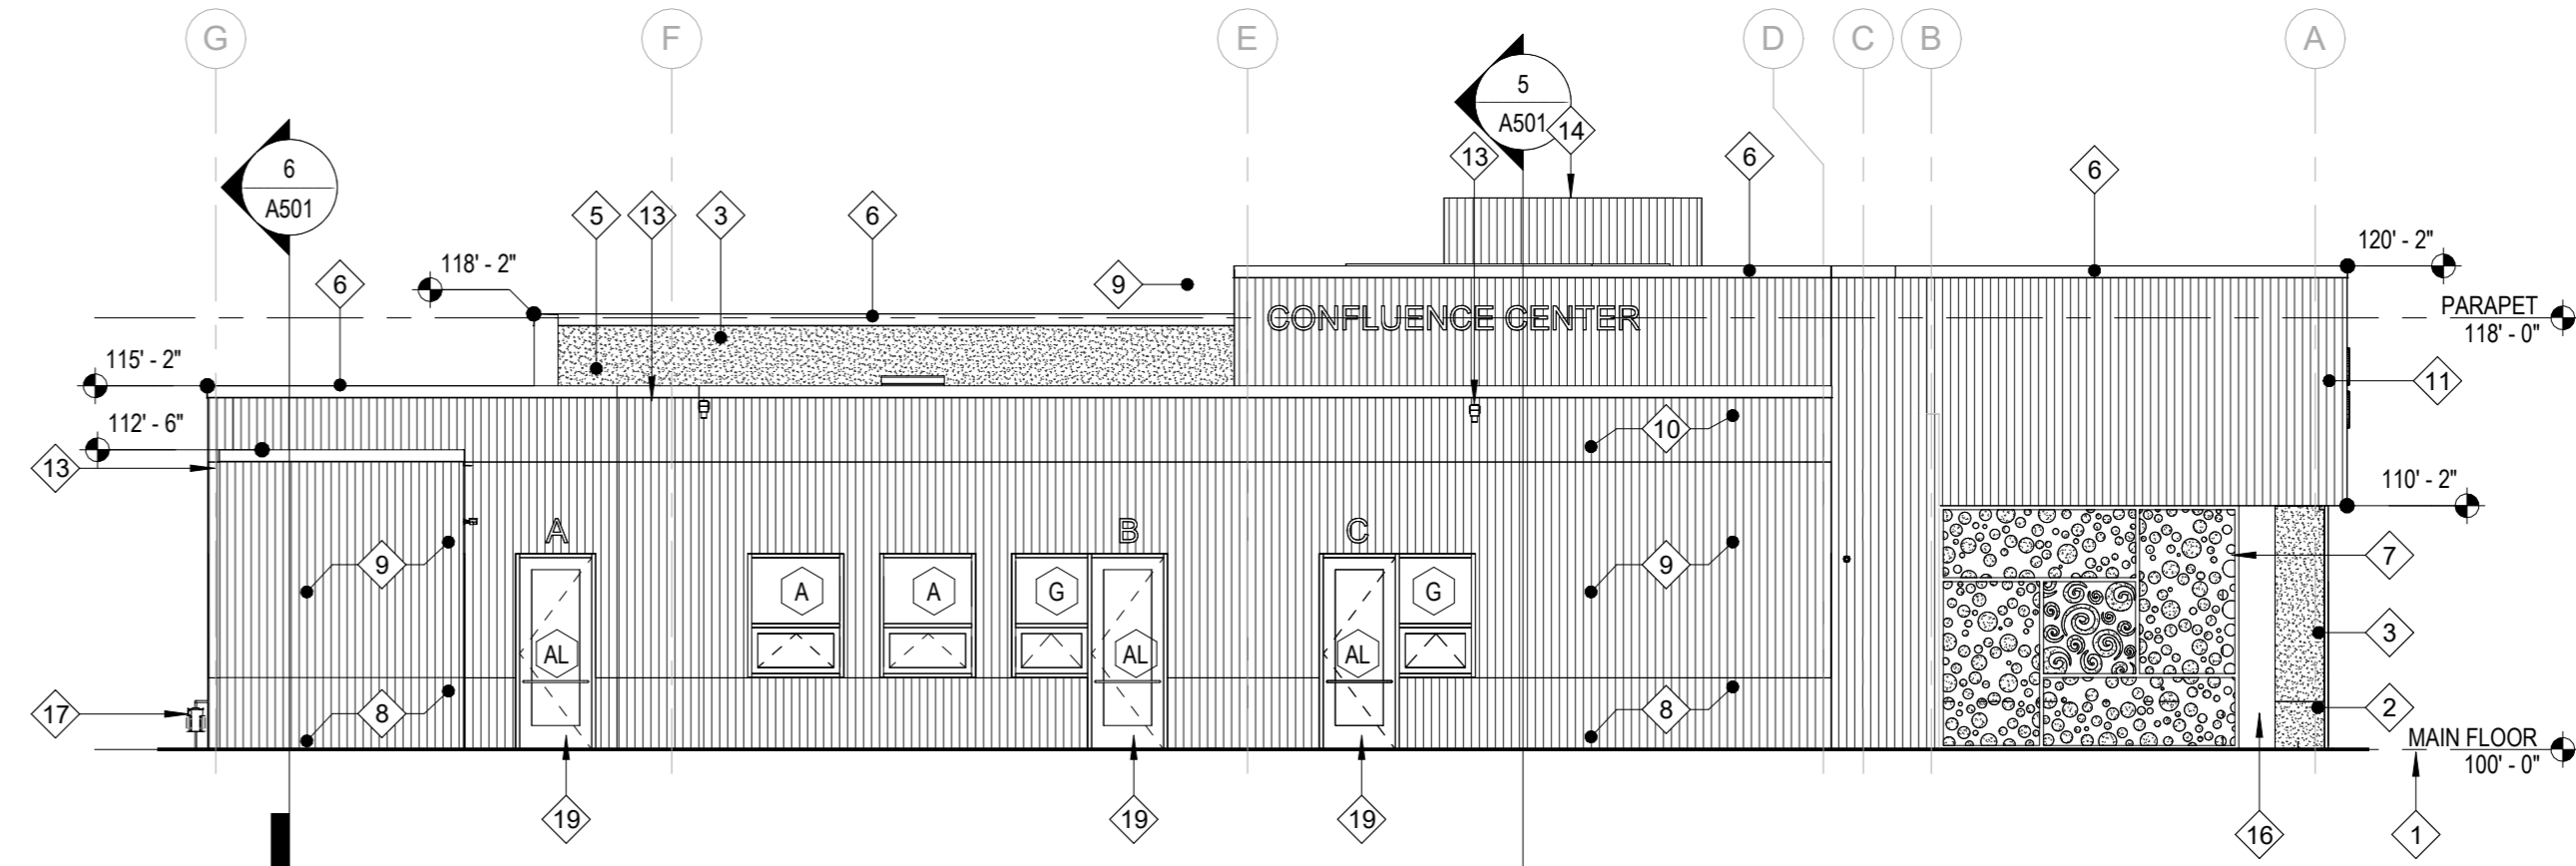 G
F
E
D
C
B
A
5
A501
14
13
6
6
6
A501
5
13
3
6
9
6
118' - 2"
120' - 2"
CONFLUENCE CENTER
PARAPET
118' - 0"
115' - 2"
11
112' - 6"
10
13
110' - 2"
A
B
C
9
9
7
A
A
G
G
AL
AL
AL
3
17
8
8
2
MAIN FLOOR
100' - 0"
19
19
19
16
1